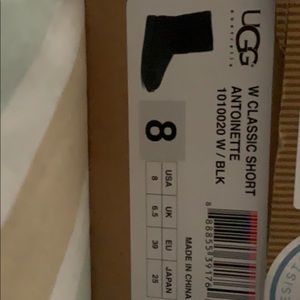 UGG
australia
W CLASSIC SHORT
ANTOINETTE
1010020 W / BLK
8
USA UK EU JAPAN
8 6.5 39 25
MADE IN CHINA